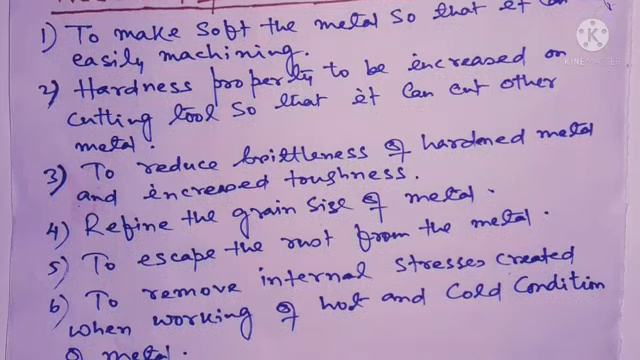 1) To make soft the metal so that it can
easily machining.
2) Hardness property to be increased on
cutting tool so that it can cut other
metal.
3) To reduce brittleness of hardened metal
and increased toughness.
4) Refine the grain size of metal.
5) To escape the rust from the metal.
6) To remove internal stresses created
when working of hot and cold condition
of metal.
KINEMASTER